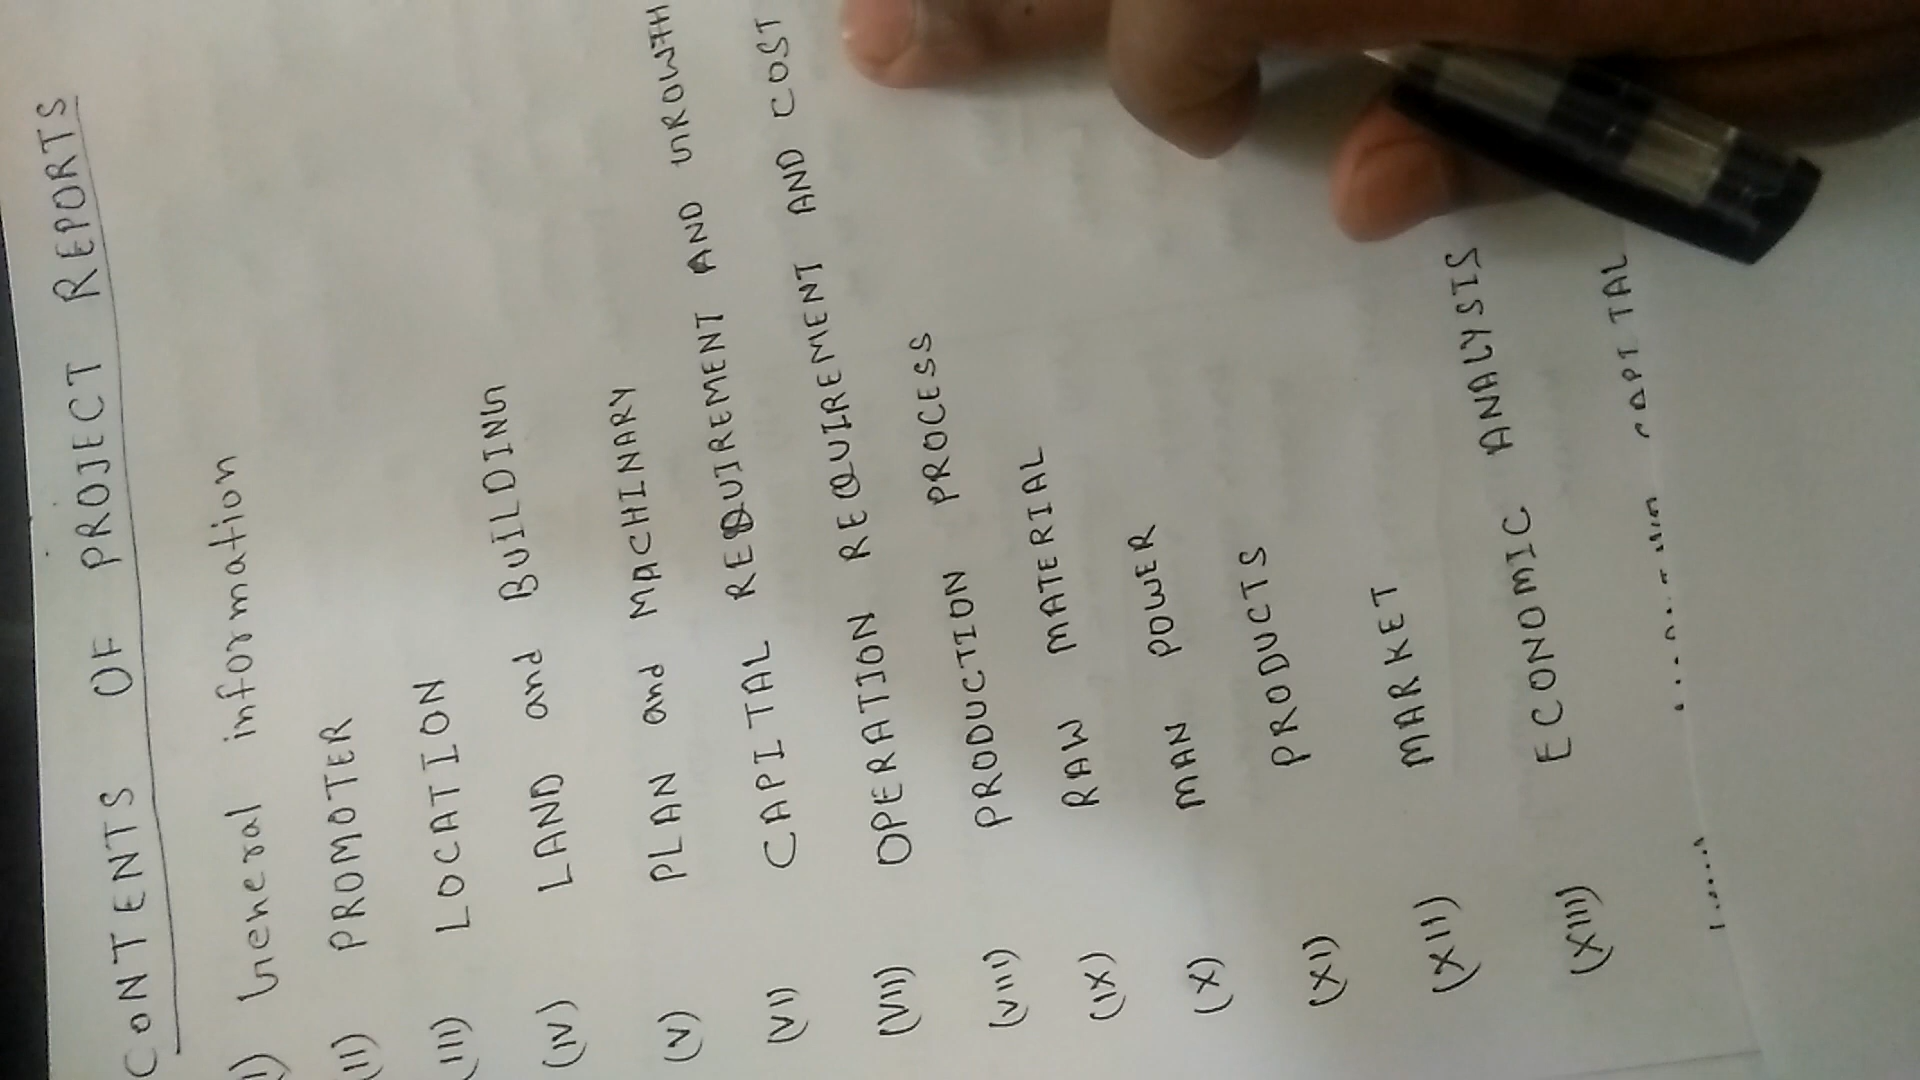 CONTENTS OF PROJECT REPORTS
I) General information
(II) PROMOTER
(III) LOCATION
(IV) LAND and BUILDING
(V) PLAN and MACHINARY
(VI) CAPITAL REQUIREMENT AND GROWTH
(VII) OPERATION REQUIREMENT AND COST
(VIII) PRODUCTION PROCESS
(IX) RAW MATERIAL
(X) MAN POWER
(XI) PRODUCTS
(XII) MARKET
(XIII) ECONOMIC ANALYSIS
CAPITAL